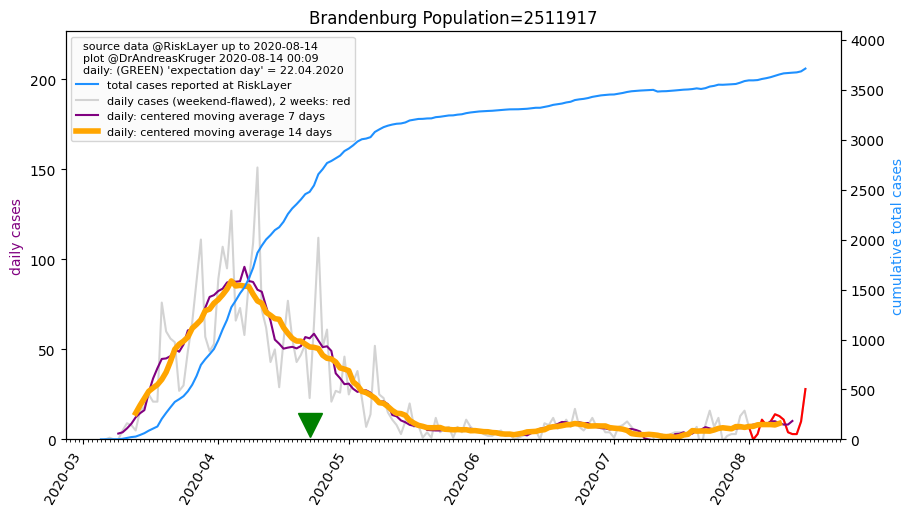 Brandenburg Population=2511917
source data @RiskLayer up to 2020-08-14
plot @DrAndreasKruger 2020-08-14 00:09
daily: (GREEN) 'expectation day' = 22.04.2020
total cases reported at RiskLayer
daily cases (weekend-flawed), 2 weeks: red
daily: centered moving average 7 days
daily: centered moving average 14 days
daily cases
200
150
100
50
0
cumulative total cases
4000
3500
3000
2500
2000
1500
1000
500
0
2020-03
2020-04
2020-05
2020-06
2020-07
2020-08